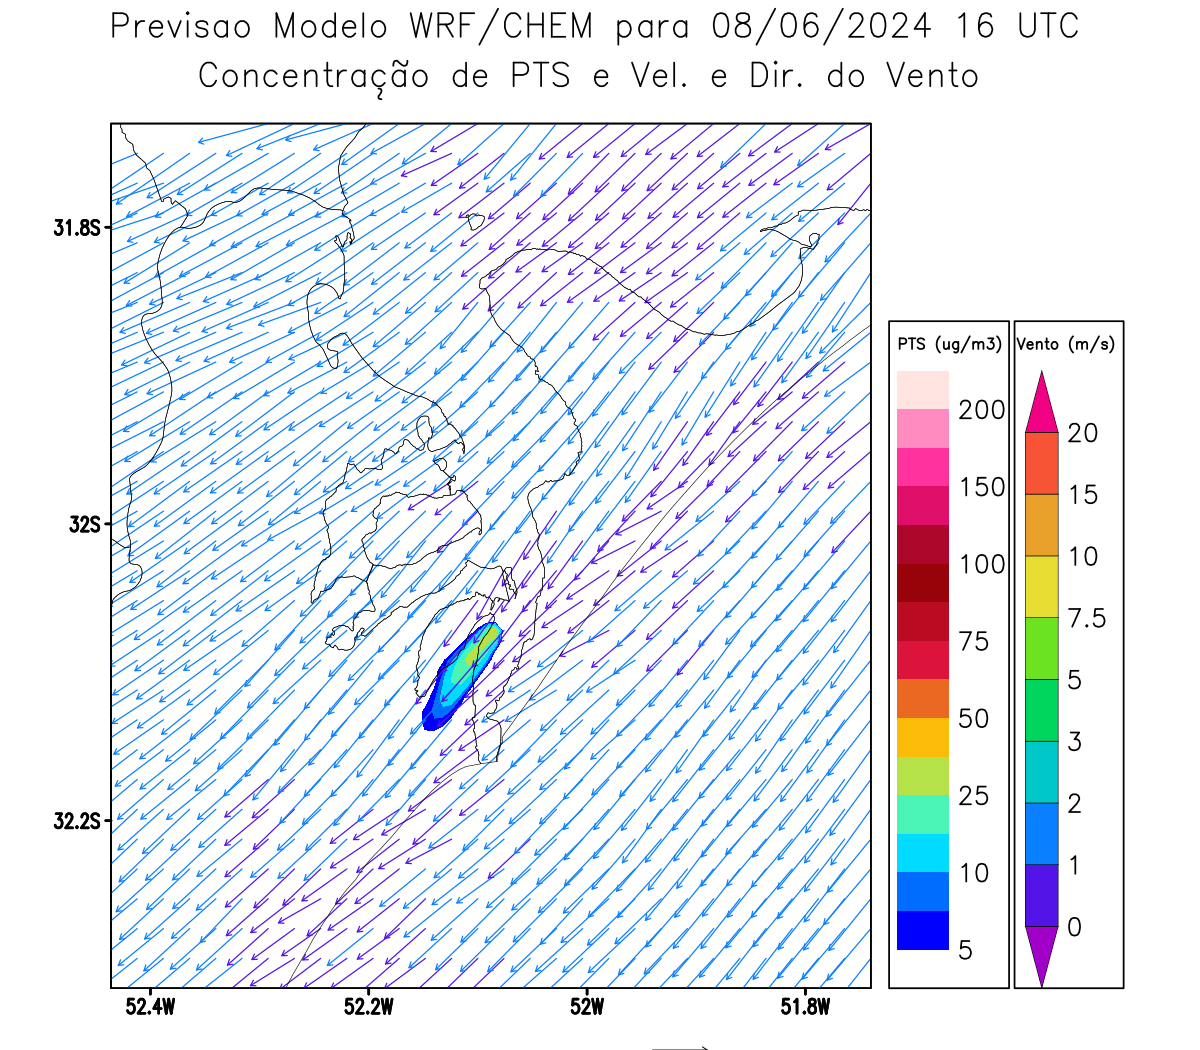 Previsao Modelo WRF/CHEM para 08/06/2024 16 UTC
Concentração de PTS e Vel. e Dir. do Vento
31.8S
32S
32.2S
52.4W
52.2W
52W
51.8W
PTS (ug/m3)
200
150
100
75
50
25
10
5
Vento (m/s)
20
15
10
7.5
5
3
2
1
0